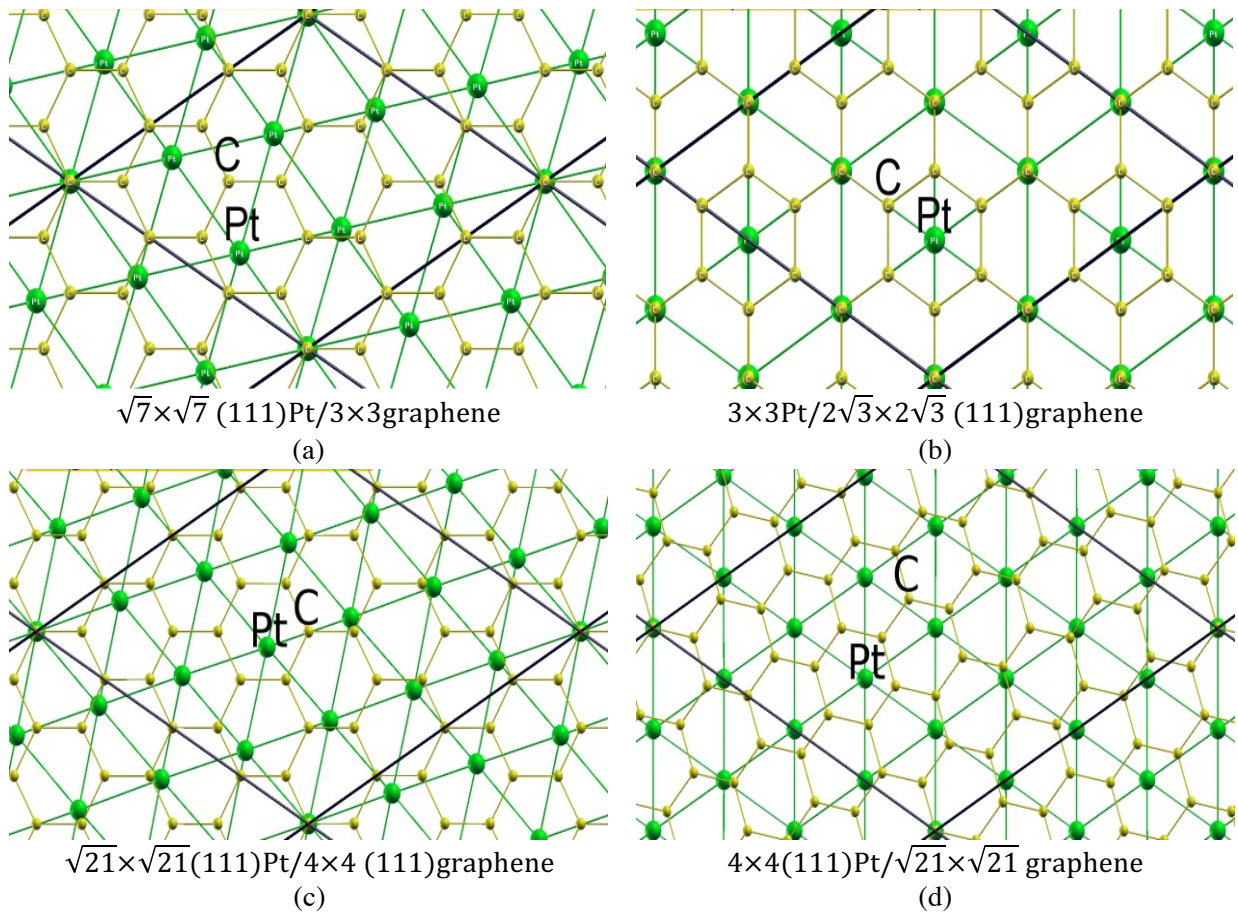 C
Pt
C
Pt
√7×√7 (111)Pt/3×3graphene
3×3Pt/2√3×2√3 (111)graphene
(a)
(b)
C
Pt
C
Pt
√21×√21(111)Pt/4×4 (111)graphene
4×4(111)Pt/√21×√21 graphene
(c)
(d)